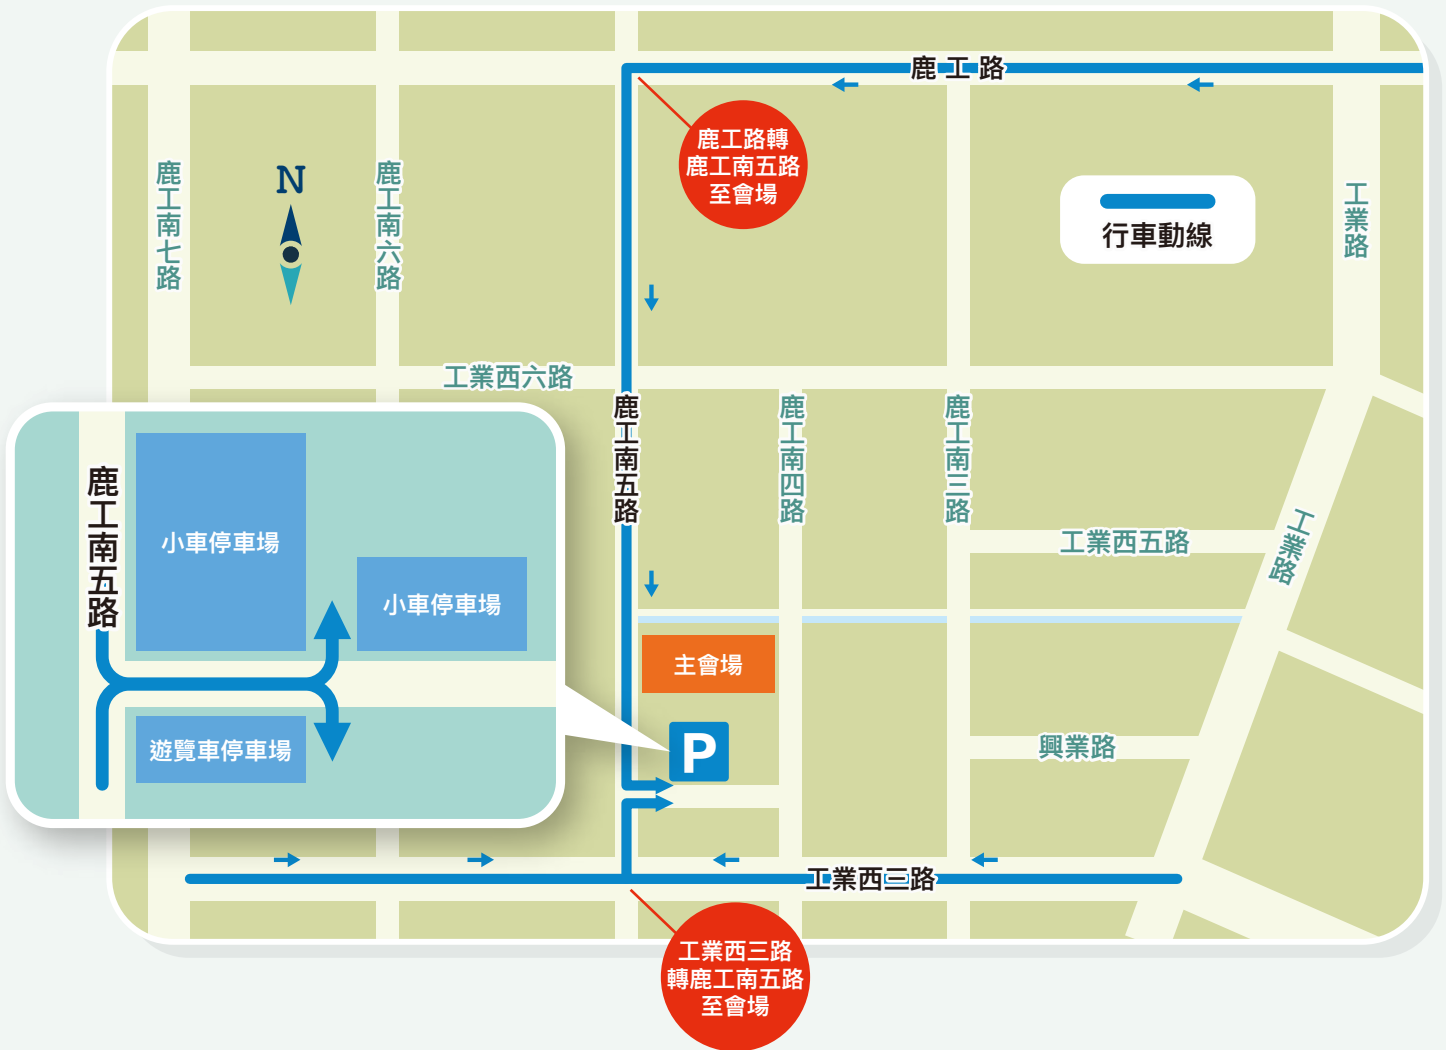 鹿工路
鹿工路轉
鹿工南五路
至會場
N
鹿工南七路
鹿工南六路
行車動線
工業路
工業西六路
鹿工南五路
鹿工南四路
鹿工南三路
工業西五路
工業路
鹿工南五路
小車停車場
小車停車場
遊覽車停車場
主會場
P
興業路
工業西三路
工業西三路
轉鹿工南五路
至會場